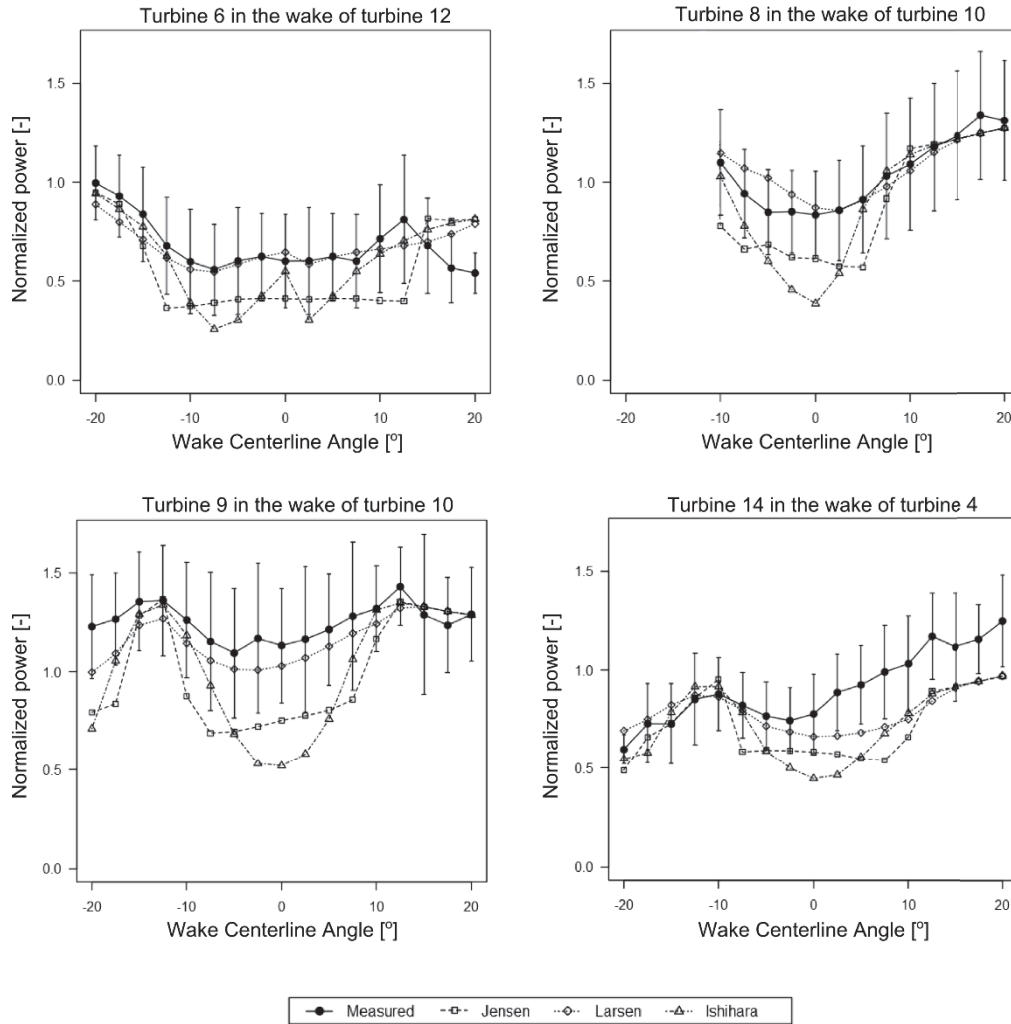 Turbine 6 in the wake of turbine 12
Normalized power [-]
1.5
1.0
0.5
0.0
-20
-10
0
10
20
Wake Centerline Angle [º]
Turbine 8 in the wake of turbine 10
Normalized power [-]
1.5
1.0
0.5
0.0
-20
-10
0
10
20
Wake Centerline Angle [º]
Turbine 9 in the wake of turbine 10
Normalized power [-]
1.5
1.0
0.5
0.0
-20
-10
0
10
20
Wake Centerline Angle [º]
Turbine 14 in the wake of turbine 4
Normalized power [-]
1.5
1.0
0.5
0.0
-20
-10
0
10
20
Wake Centerline Angle [º]
Measured Jensen Larsen Ishihara